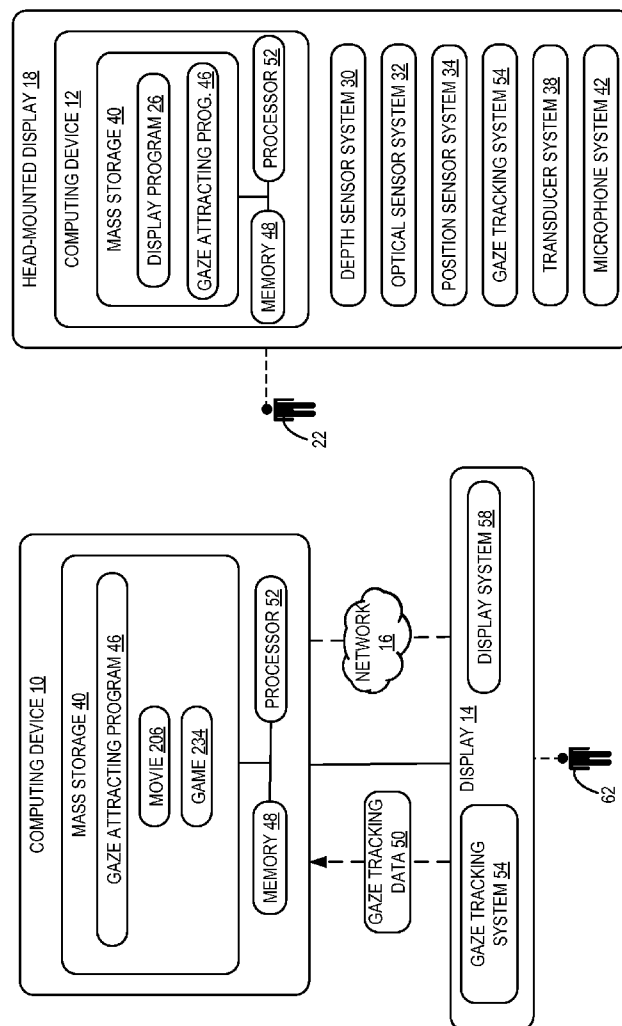 COMPUTING DEVICE 10
MASS STORAGE 40
GAZE ATTRACTING PROGRAM 46
MOVIE 206
GAME 234
MEMORY 48
PROCESSOR 52
GAZE TRACKING
DATA 50
NETWORK
16
GAZE TRACKING
SYSTEM 54
DISPLAY 14
DISPLAY SYSTEM 58
62
HEAD-MOUNTED DISPLAY 18
COMPUTING DEVICE 12
MASS STORAGE 40
DISPLAY PROGRAM 26
GAZE ATTRACTING PROG. 46
MEMORY 48
PROCESSOR 52
22
DEPTH SENSOR SYSTEM 30
OPTICAL SENSOR SYSTEM 32
POSITION SENSOR SYSTEM 34
GAZE TRACKING SYSTEM 54
TRANSDUCER SYSTEM 38
MICROPHONE SYSTEM 42